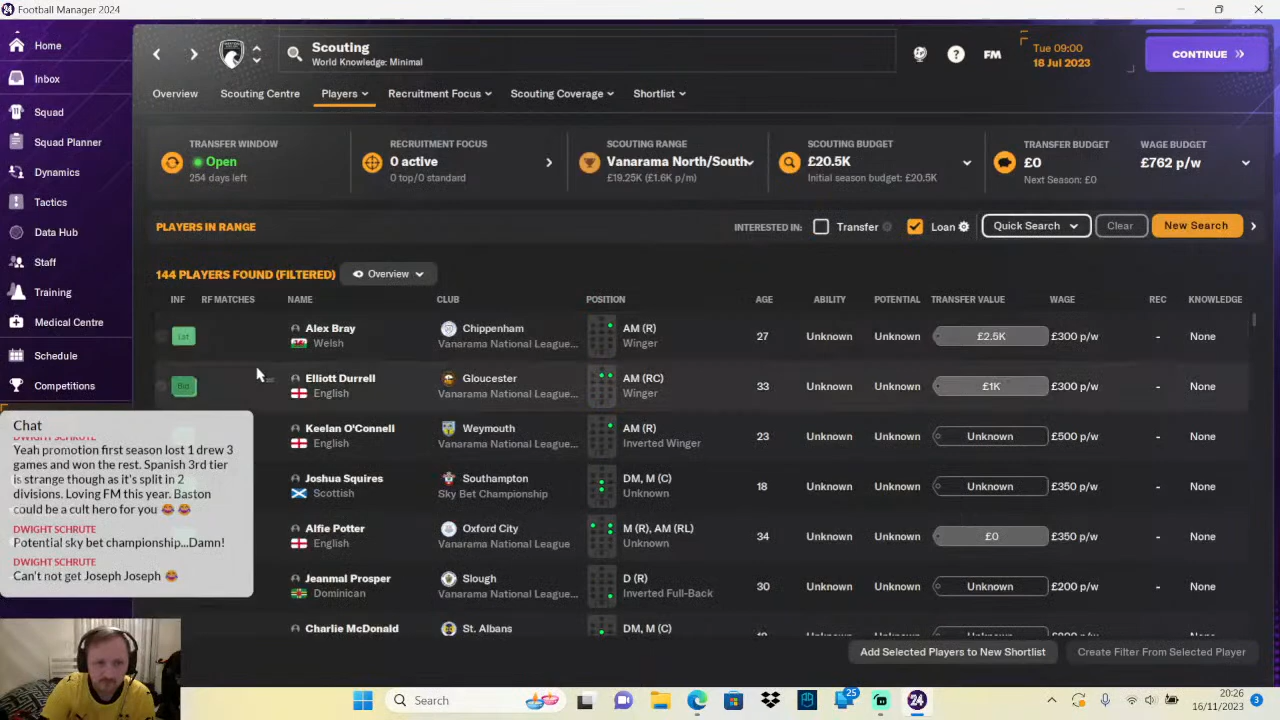 24 Football Manager 2024
Home
Inbox
Squad
Squad Planner
Dynamics
Tactics
Data Hub
Staff
Training
Medical Centre
Schedule
Competitions
Scouting
World Knowledge: Minimal
FM
Tue 09:00
18 Jul 2023
CONTINUE
Overview Scouting Centre Players Recruitment Focus Scouting Coverage Shortlist
TRANSFER WINDOW
Open
254 days left
RECRUITMENT FOCUS
0 active
0 top/0 standard
SCOUTING RANGE
Vanarama North/South
£19.25K (£1.6K p/m)
SCOUTING BUDGET
£20.5K
Initial season budget: £20.5K
TRANSFER BUDGET
£0
Next Season: £0
WAGE BUDGET
£762 p/w
PLAYERS IN RANGE
INTERESTED IN: Transfer Loan Quick Search Clear New Search
144 PLAYERS FOUND (FILTERED) Overview
INF RF MATCHES NAME CLUB POSITION AGE ABILITY POTENTIAL TRANSFER VALUE WAGE REC KNOWLEDGE
Lat Alex Bray Chippenham AM (R) 27 Unknown Unknown £2.5K £300 p/w - None
Welsh Vanarama National League... Winger
Bid Elliott Durrell Gloucester AM (RC) 33 Unknown Unknown £1K £300 p/w - None
English Vanarama National League... Winger
Keelan O'Connell Weymouth AM (R) 23 Unknown Unknown Unknown £500 p/w - None
English Vanarama National League... Inverted Winger
Joshua Squires Southampton DM, M (C) 18 Unknown Unknown Unknown £350 p/w - None
Scottish Sky Bet Championship Unknown
Alfie Potter Oxford City M (R), AM (RL) 34 Unknown Unknown £0 £350 p/w - None
English Vanarama National League Unknown
Jeanmal Prosper Slough D (R) 30 Unknown Unknown Unknown £200 p/w - None
Dominican Vanarama National League... Inverted Full-Back
Charlie McDonald St. Albans DM, M (C)
Add Selected Players to New Shortlist Create Filter From Selected Player
Chat
DWIGHT SCHRUTE
Yeah promotion first season lost 1 drew 3
games and won the rest. Spanish 3rd tier
is strange though as it's split in 2
divisions. Loving FM this year. Baston
could be a cult hero for you 😂 😂
DWIGHT SCHRUTE
Potential sky bet championship...Damn!
DWIGHT SCHRUTE
Can't not get Joseph Joseph 😂
Search
25
24
20:26
16/11/2023
3